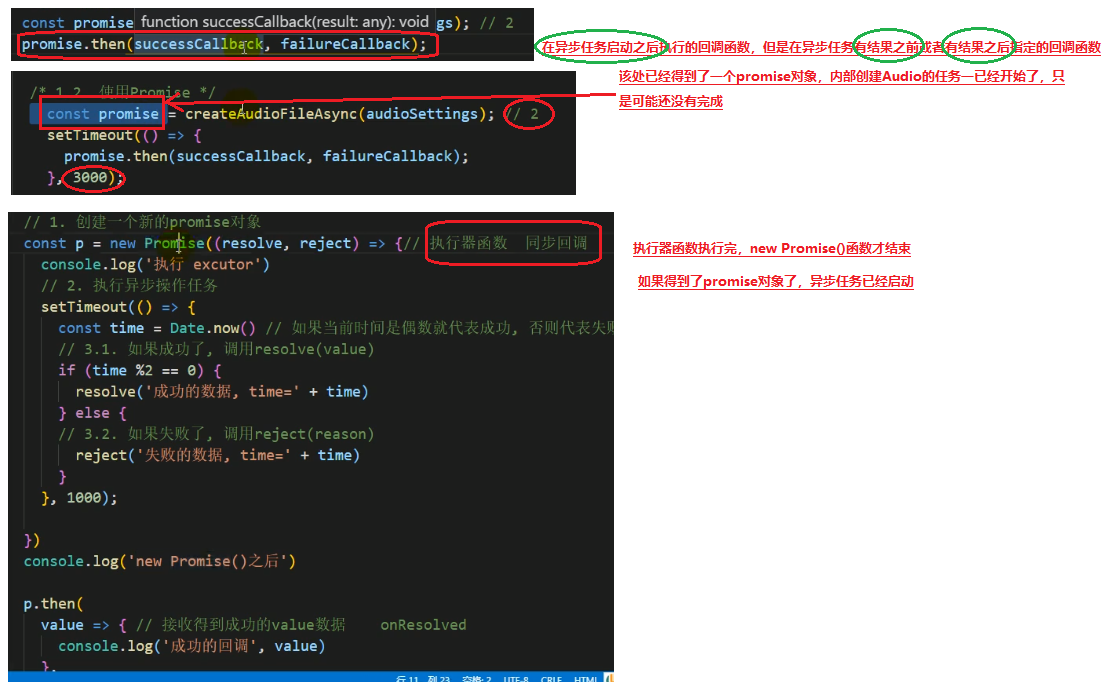 const promise function successCallback(result: any): void gs); // 2
promise.then(successCallback, failureCallback);
在异步任务启动之后执行的回调函数，但是在异步任务有结果之前或者有结果之后指定的回调函数
该处已经得到了一个promise对象，内部创建Audio的任务一已经开始了，只
是可能还没有完成
/* 1.2. 使用Promise */
const promise = createAudioFileAsync(audioSettings); // 2
setTimeout(() => {
promise.then(successCallback, failureCallback);
}, 3000);
// 1. 创建一个新的promise对象
const p = new Promise((resolve, reject) => {// 执行器函数 同步回调
执行器函数执行完，new Promise()函数才结束
console.log('执行 excutor')
如果得到了promise对象了，异步任务已经启动
// 2. 执行异步操作任务
setTimeout(() => {
const time = Date.now() // 如果当前时间是偶数就代表成功, 否则代表失败
// 3.1. 如果成功了, 调用resolve(value)
if (time %2 == 0) {
resolve('成功的数据, time=' + time)
} else {
// 3.2. 如果失败了, 调用reject(reason)
reject('失败的数据, time=' + time)
}
}, 1000);
})
console.log('new Promise()之后')
p.then(
value => { // 接收得到成功的value数据 onResolved
console.log('成功的回调', value)
},
行 11, 列 23 空格: 2 UTF-8 CRLF HTML